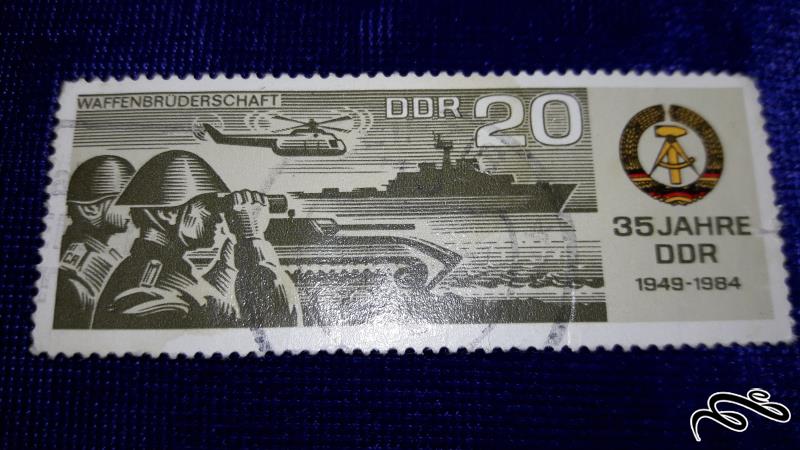 WAFFENBRÜDERSCHAFT
DDR 20
35 JAHRE
DDR
1949-1984